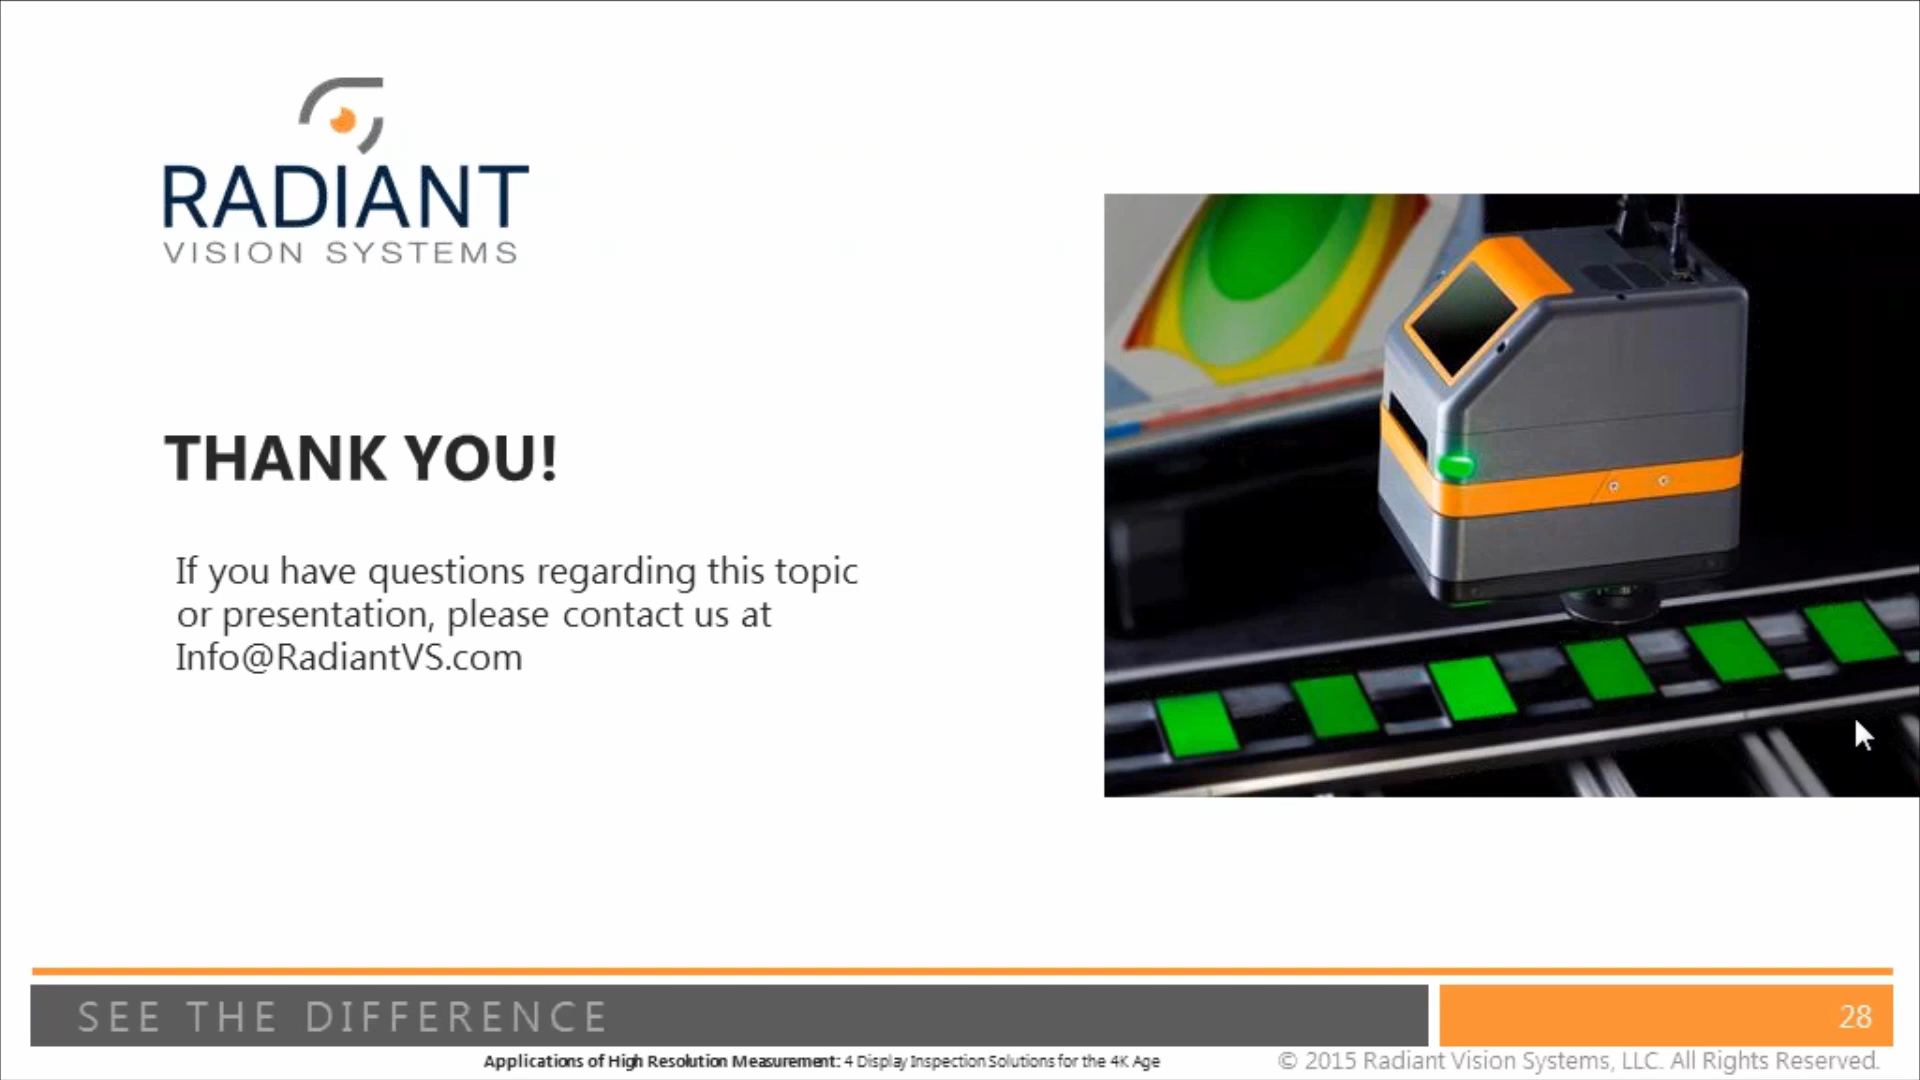 RADIANT
VISION SYSTEMS
THANK YOU!
If you have questions regarding this topic
or presentation, please contact us at
Info@RadiantVS.com
SEE THE DIFFERENCE
28
Applications of High Resolution Measurement: 4 Display Inspection Solutions for the 4K Age
© 2015 Radiant Vision Systems, LLC. All Rights Reserved.